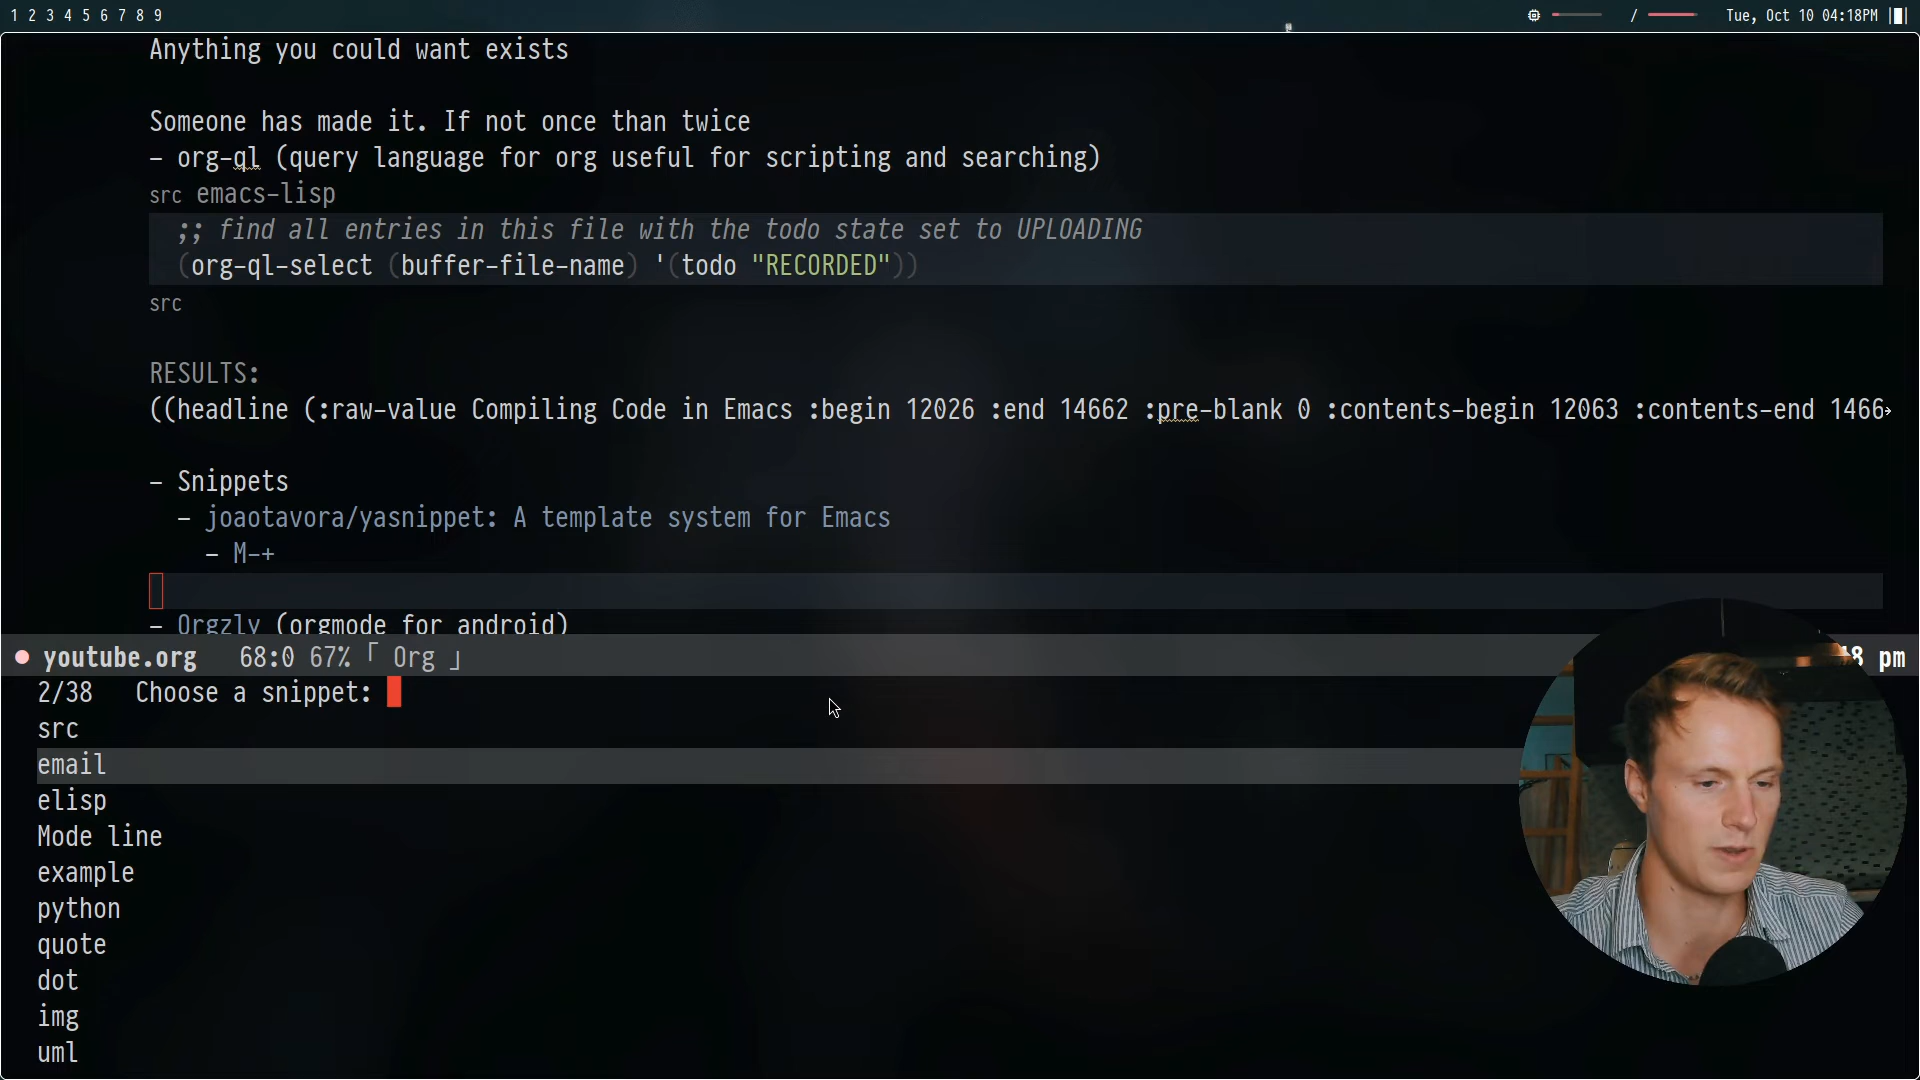 1 2 3 4 5 6 7 8 9
/ Tue, Oct 10 04:18PM
Anything you could want exists
Someone has made it. If not once than twice
– org-ql (query language for org useful for scripting and searching)
src emacs-lisp
;; find all entries in this file with the todo state set to UPLOADING
(org-ql-select (buffer-file-name) '(todo "RECORDED"))
src
RESULTS:
((headline (:raw-value Compiling Code in Emacs :begin 12026 :end 14662 :pre-blank 0 :contents-begin 12063 :contents-end 1466
– Snippets
– joaotavora/yasnippet: A template system for Emacs
– M-+
– Orgzly (orgmode for android)
youtube.org 68:0 67% 「 Org 」 8 pm
2/38 Choose a snippet:
src
email
elisp
Mode line
example
python
quote
dot
img
uml